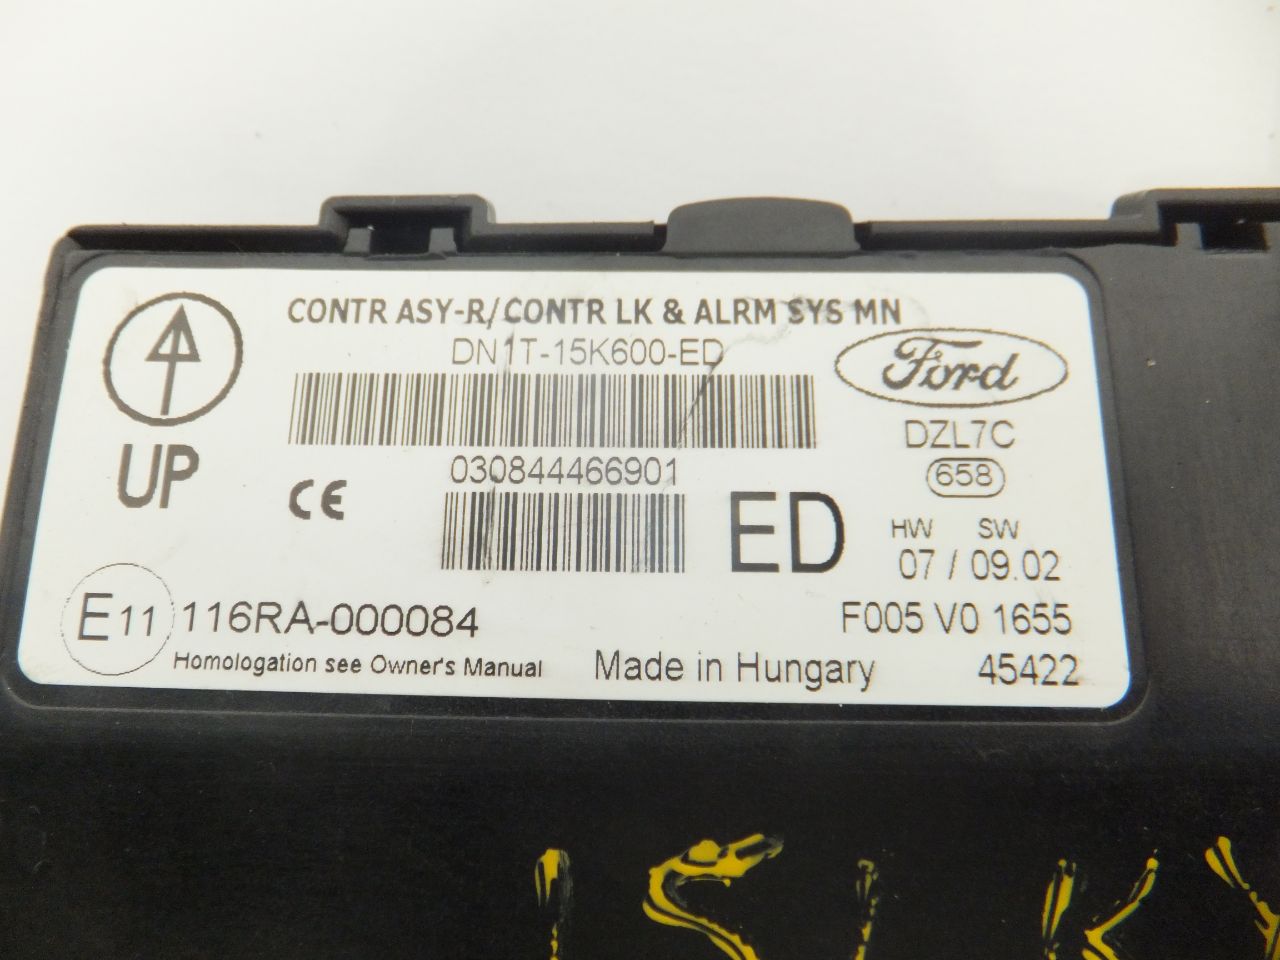 CONTR ASY-R/CONTR LK & ALRM SYS MN
DN1T-15K600-ED
Ford
UP
030844466901
DZL7C
658
CE
ED
HW SW
07 / 09.02
E11 116RA-000084
F005 V0 1655
Homologation see Owner's Manual
Made in Hungary
45422